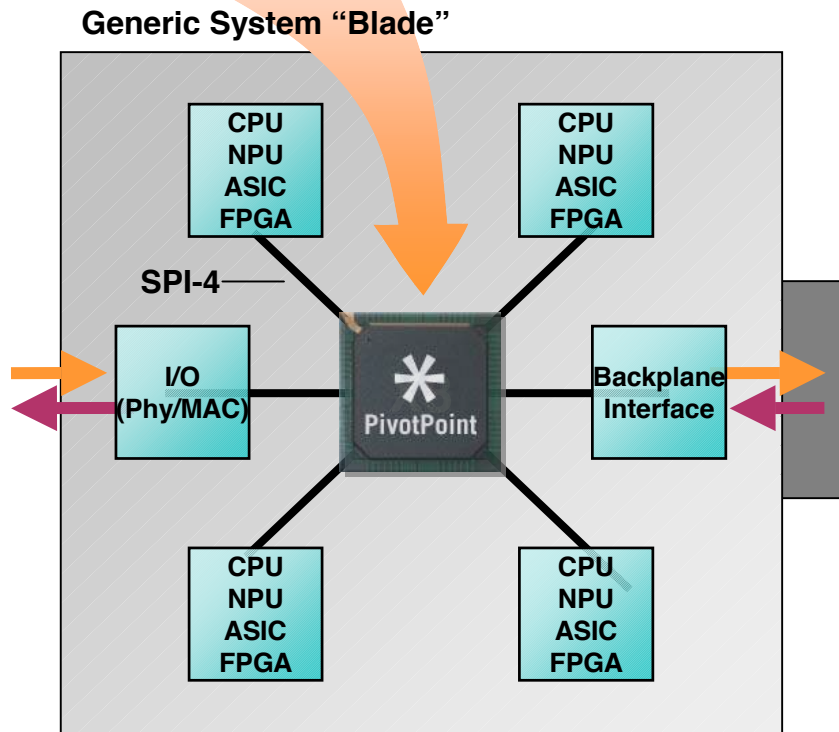 Generic System “Blade”
CPU
NPU
ASIC
FPGA
CPU
NPU
ASIC
FPGA
SPI-4
I/O
(Phy/MAC)
PivotPoint
Backplane
Interface
CPU
NPU
ASIC
FPGA
CPU
NPU
ASIC
FPGA